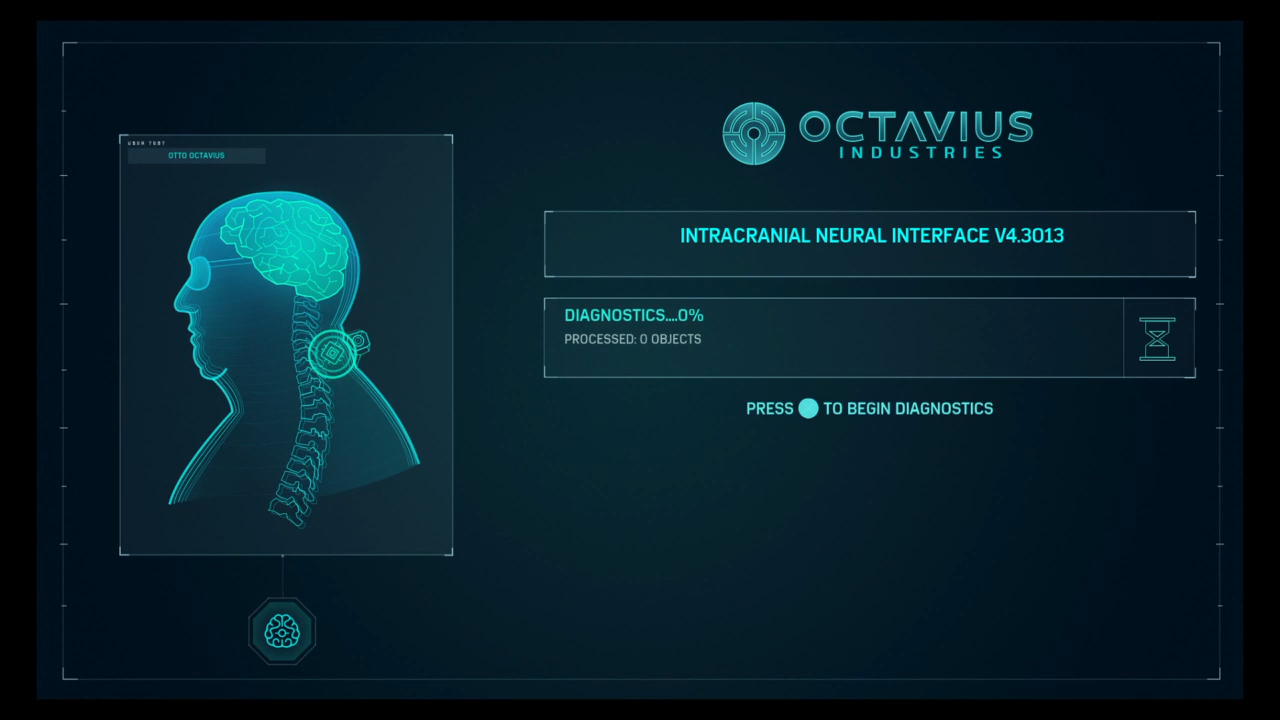 OTTO OCTAVIUS
OCTAVIUS
INDUSTRIES
INTRACRANIAL NEURAL INTERFACE V4.3013
DIAGNOSTICS....0%
PROCESSED: 0 OBJECTS
PRESS TO BEGIN DIAGNOSTICS